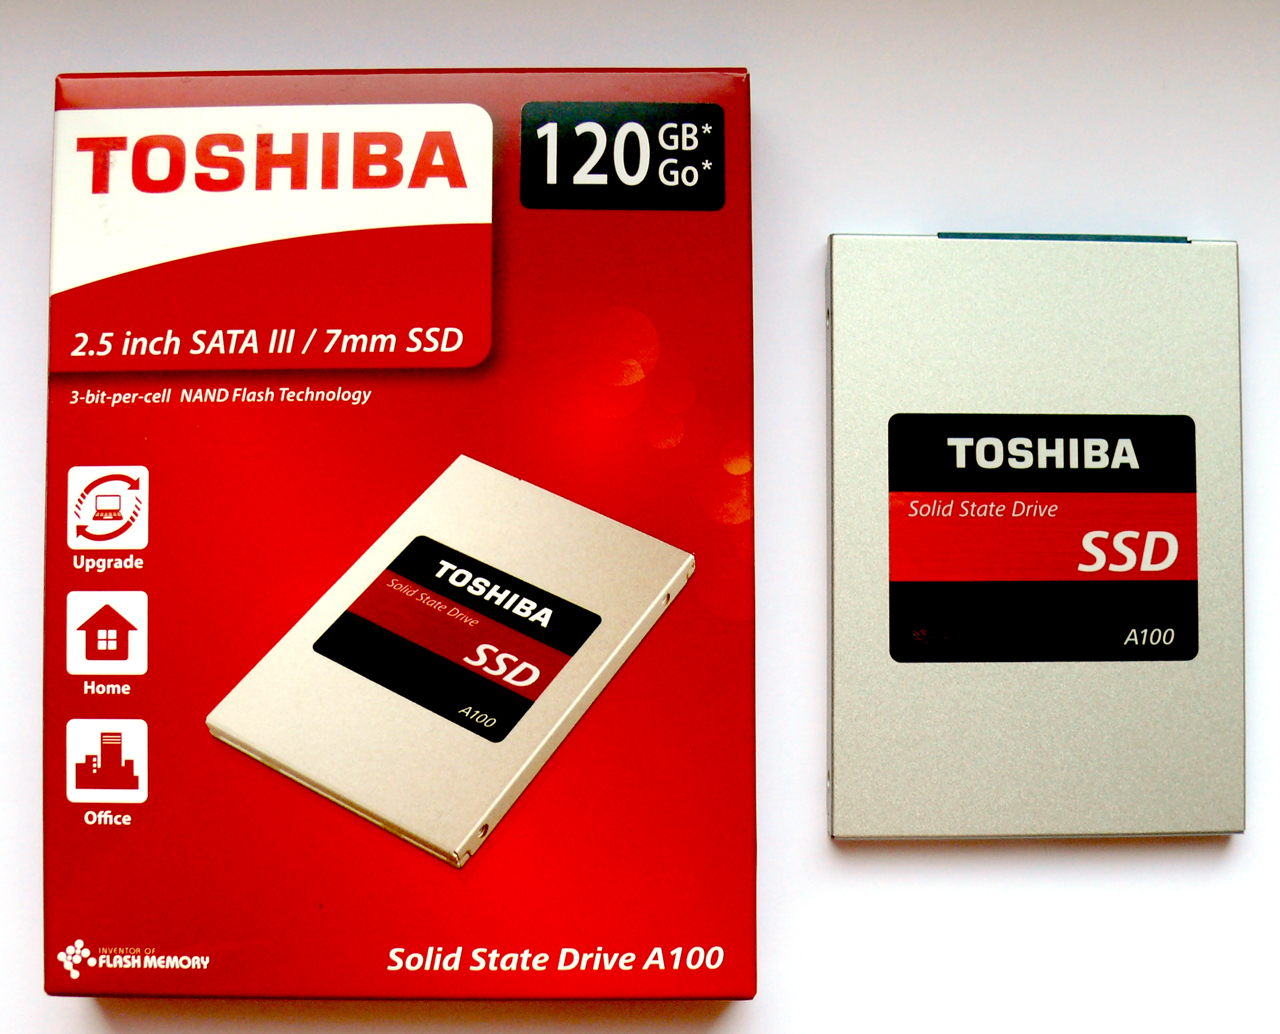 TOSHIBA
120 GB*
Go*
2.5 inch SATA III / 7mm SSD
3-bit-per-cell NAND Flash Technology
Upgrade
Home
Office
TOSHIBA
Solid State Drive
SSD
A100
INVENTOR OF
FLASH MEMORY
Solid State Drive A100
TOSHIBA
Solid State Drive
SSD
A100